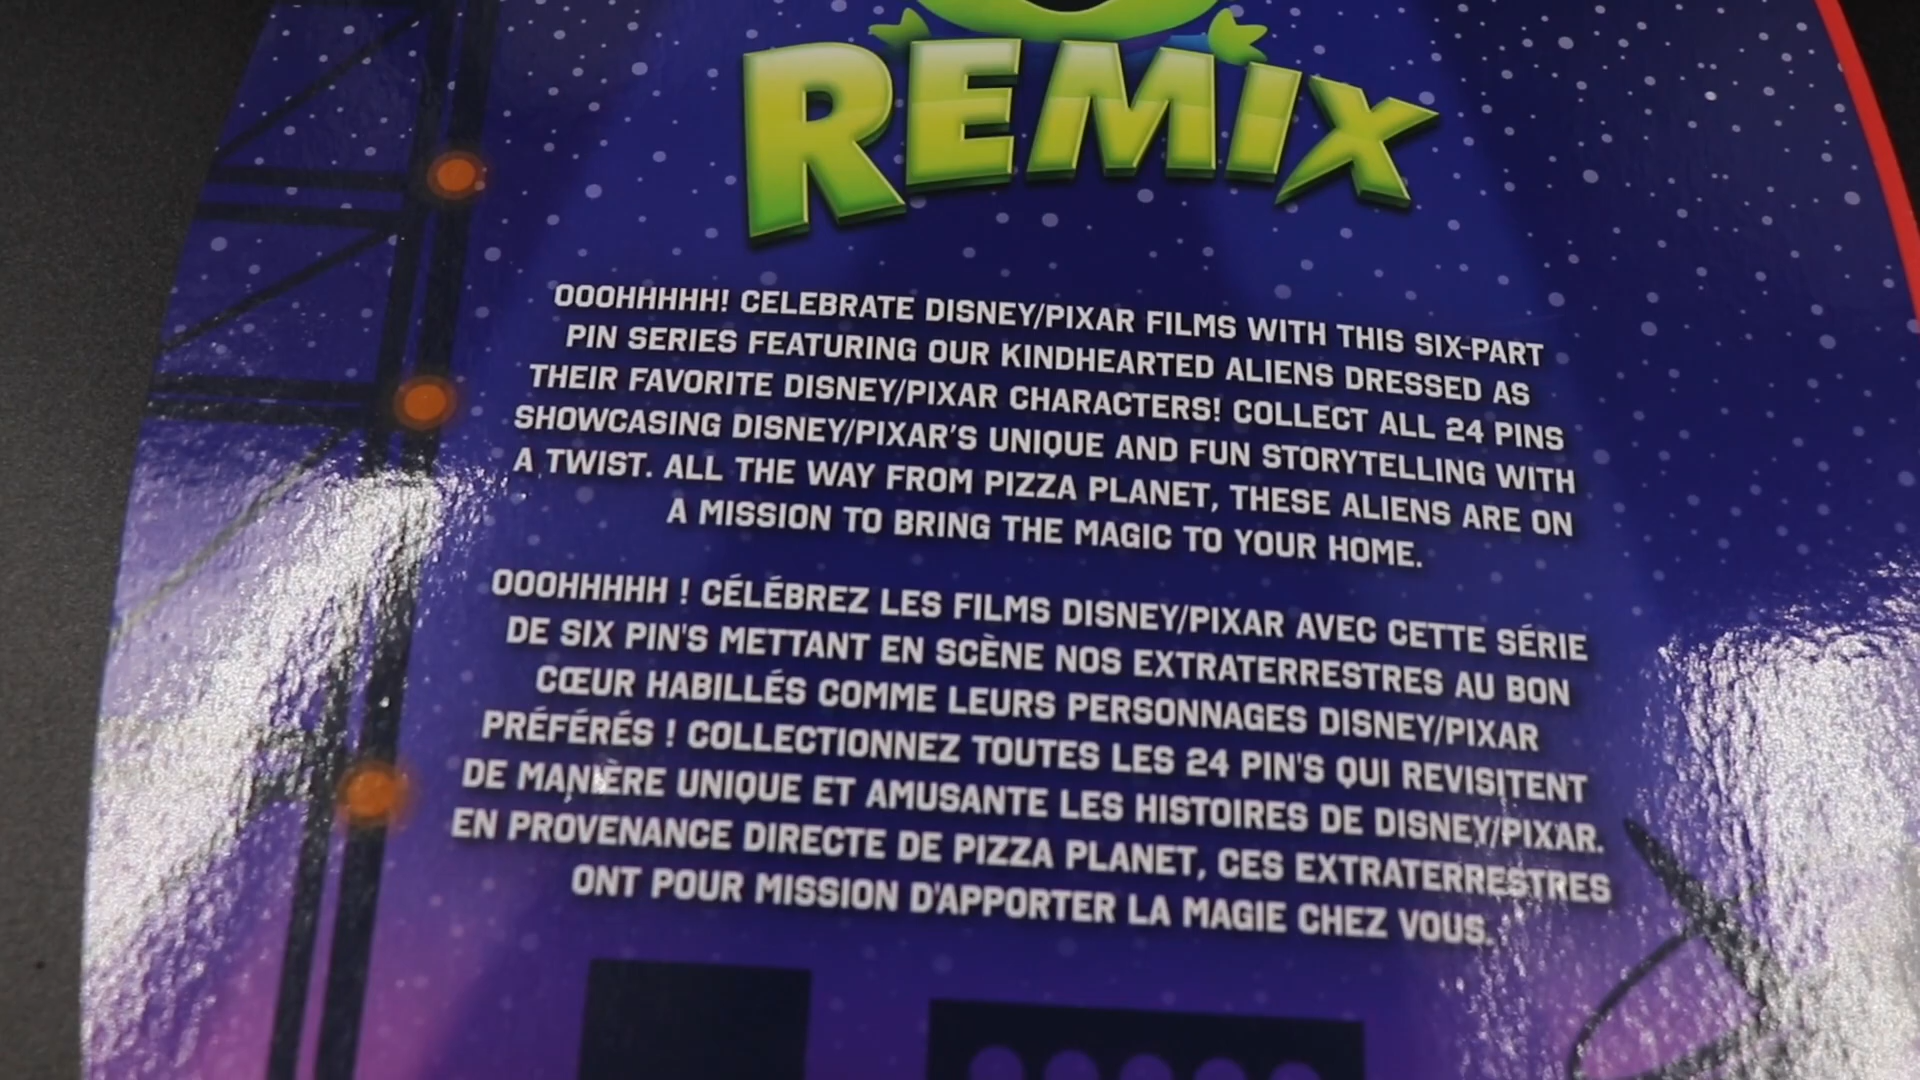 REMIX
OOOHHHHH! CELEBRATE DISNEY/PIXAR FILMS WITH THIS SIX-PART
PIN SERIES FEATURING OUR KINDHEARTED ALIENS DRESSED AS
THEIR FAVORITE DISNEY/PIXAR CHARACTERS! COLLECT ALL 24 PINS
SHOWCASING DISNEY/PIXAR'S UNIQUE AND FUN STORYTELLING WITH
A TWIST. ALL THE WAY FROM PIZZA PLANET, THESE ALIENS ARE ON
A MISSION TO BRING THE MAGIC TO YOUR HOME.
OOOHHHHH ! CÉLÉBREZ LES FILMS DISNEY/PIXAR AVEC CETTE SÉRIE
DE SIX PIN'S METTANT EN SCÈNE NOS EXTRATERRESTRES AU BON
CŒUR HABILLÉS COMME LEURS PERSONNAGES DISNEY/PIXAR
PRÉFÉRÉS ! COLLECTIONNEZ TOUTES LES 24 PIN'S QUI REVISITENT
DE MANIÈRE UNIQUE ET AMUSANTE LES HISTOIRES DE DISNEY/PIXAR.
EN PROVENANCE DIRECTE DE PIZZA PLANET, CES EXTRATERRESTRES
ONT POUR MISSION D'APPORTER LA MAGIE CHEZ VOUS.